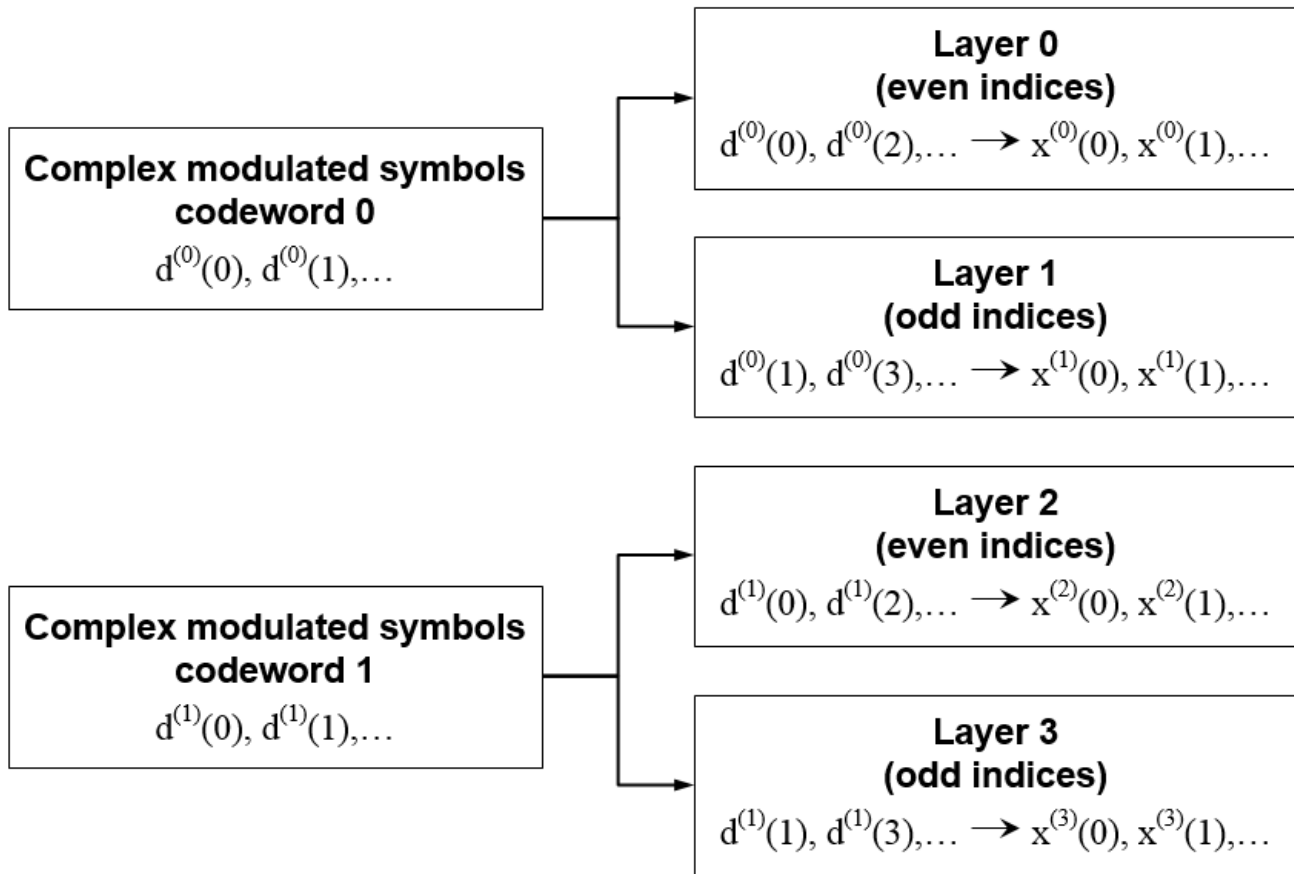 Complex modulated symbols
codeword 0
d⁽⁰⁾(0), d⁽⁰⁾(1),…
Layer 0
(even indices)
d⁽⁰⁾(0), d⁽⁰⁾(2),… → x⁽⁰⁾(0), x⁽⁰⁾(1),…
Layer 1
(odd indices)
d⁽⁰⁾(1), d⁽⁰⁾(3),… → x⁽¹⁾(0), x⁽¹⁾(1),…
Complex modulated symbols
codeword 1
d⁽¹⁾(0), d⁽¹⁾(1),…
Layer 2
(even indices)
d⁽¹⁾(0), d⁽¹⁾(2),… → x⁽²⁾(0), x⁽²⁾(1),…
Layer 3
(odd indices)
d⁽¹⁾(1), d⁽¹⁾(3),… → x⁽³⁾(0), x⁽³⁾(1),…